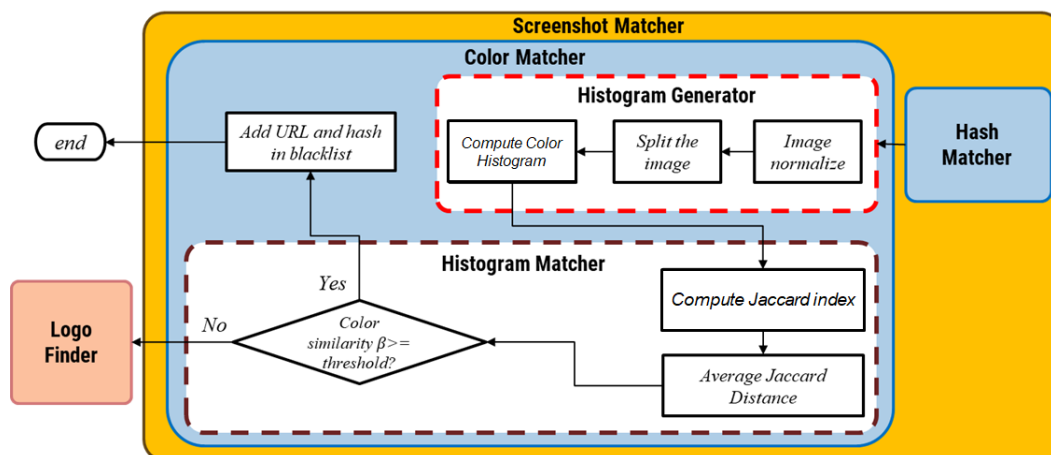 Screenshot Matcher
Color Matcher
Histogram Generator
Add URL and hash
in blacklist
end
Compute Color
Histogram
Split the
image
Image
normalize
Hash
Matcher
Histogram Matcher
Yes
Compute Jaccard index
No
Color
similarity β>=
threshold?
Logo
Finder
Average Jaccard
Distance